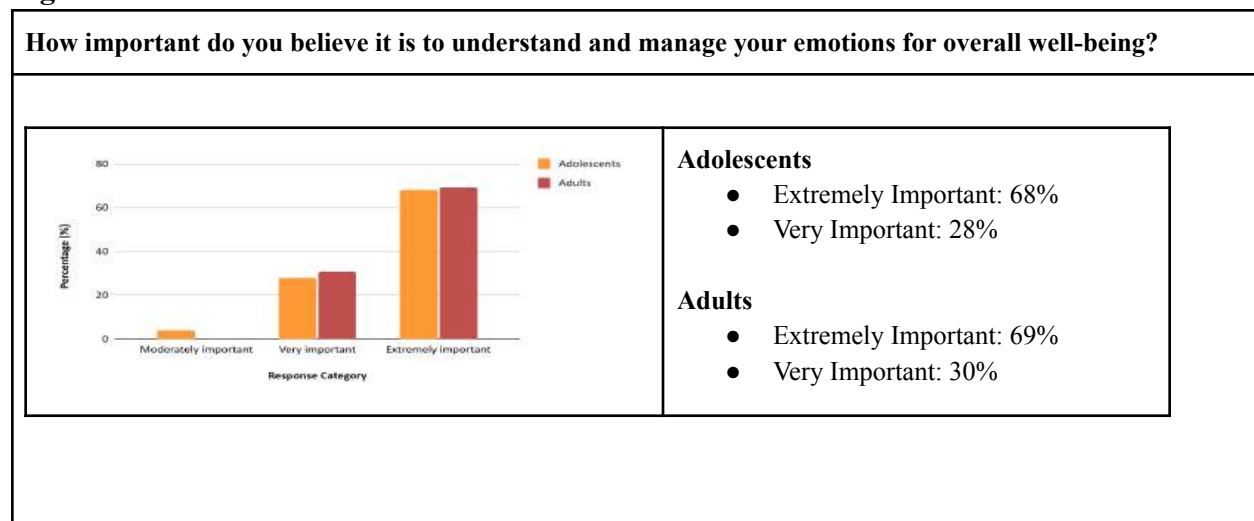 How important do you believe it is to understand and manage your emotions for overall well-being?
80
60
40
20
0
Percentage (%)
Moderately important
Very important
Extremely important
Response Category
Adolescents
Adults
Adolescents
● Extremely Important: 68%
● Very Important: 28%
Adults
● Extremely Important: 69%
● Very Important: 30%